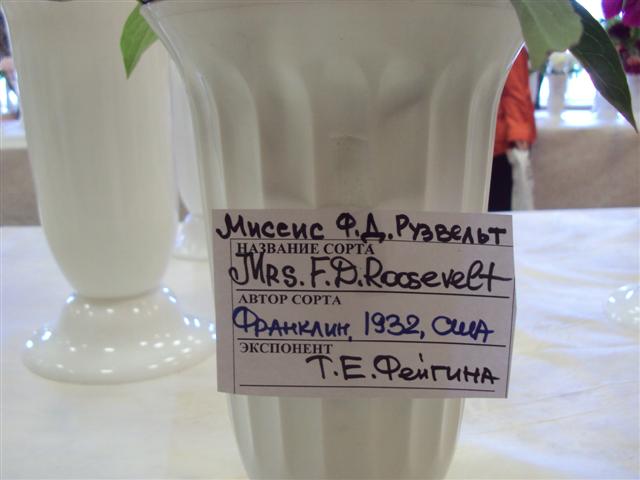 Миссис Ф.Д.Рузвельт
НАЗВАНИЕ СОРТА
Mrs. F.D.Roosevelt
АВТОР СОРТА
Франклин, 1932, США
ЭКСПОНЕНТ
Т.Е.Фейгина